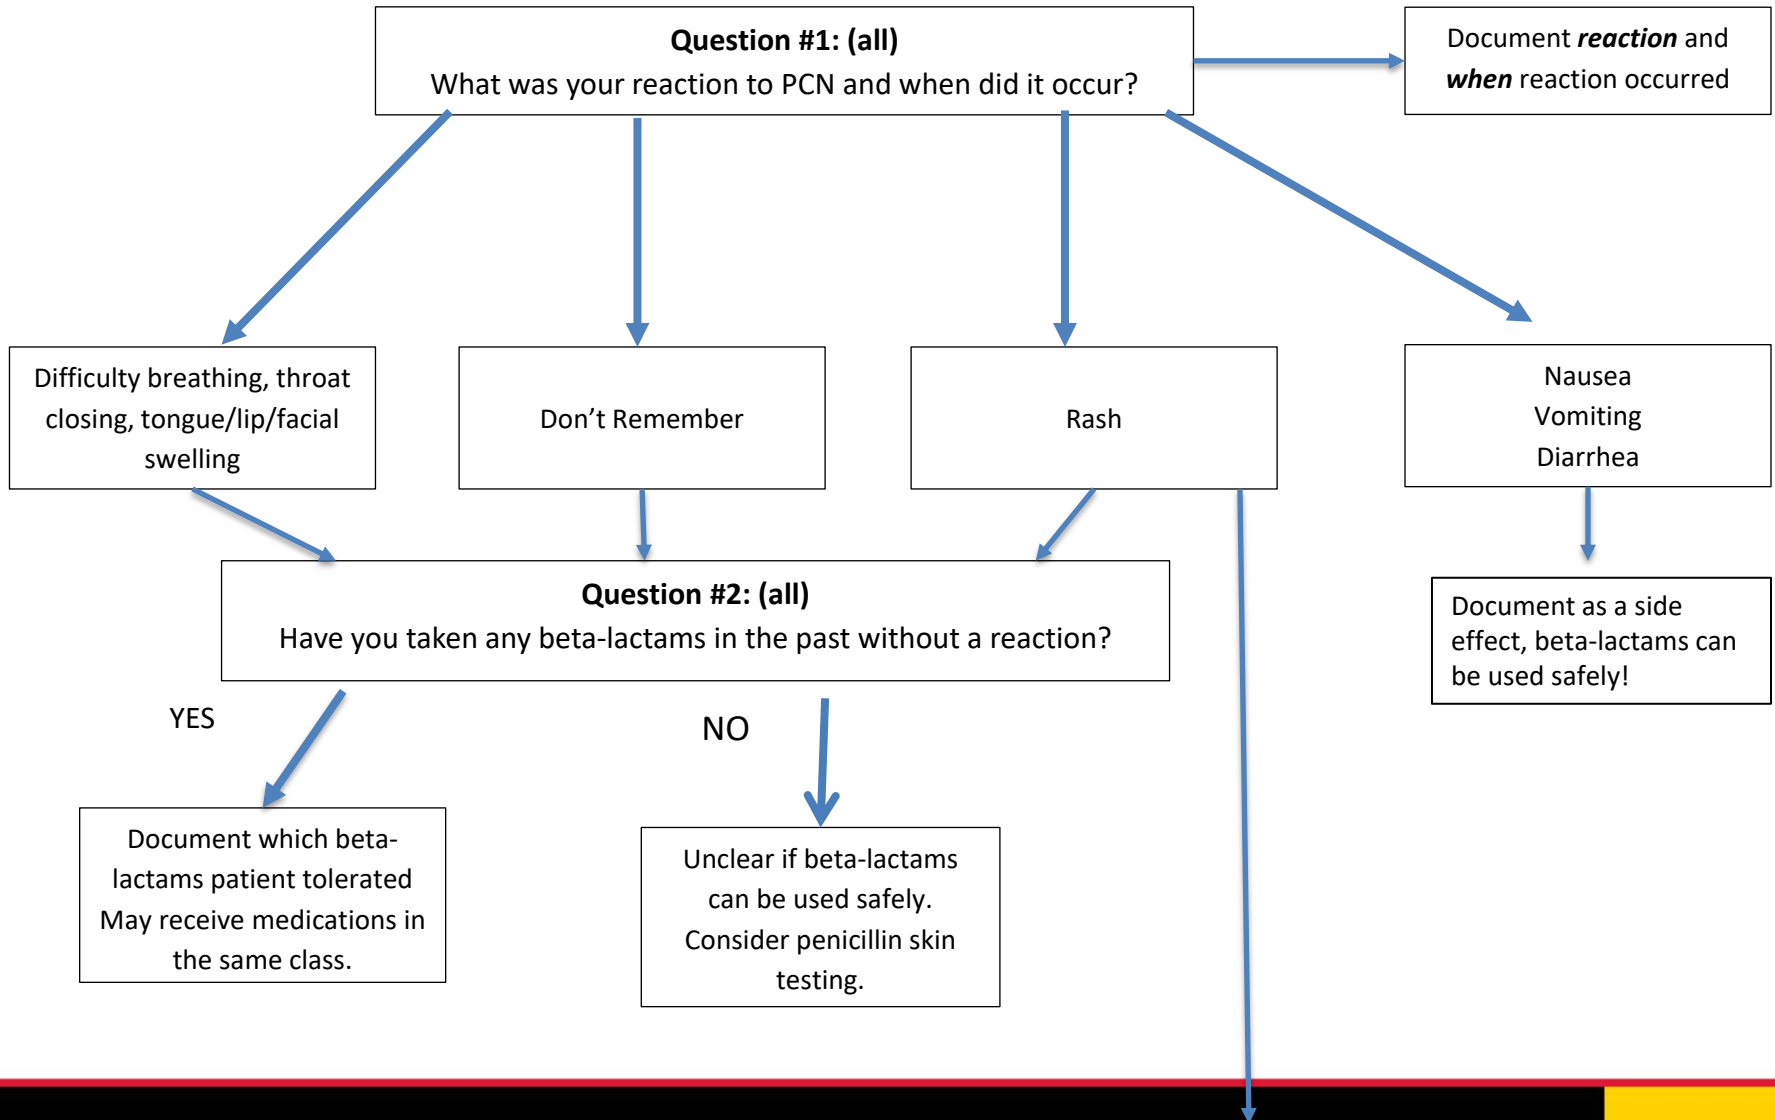 Question #1: (all)
What was your reaction to PCN and when did it occur?
Document reaction and
when reaction occurred
Difficulty breathing, throat
closing, tongue/lip/facial
swelling
Don’t Remember
Rash
Nausea
Vomiting
Diarrhea
Question #2: (all)
Have you taken any beta-lactams in the past without a reaction?
Document as a side
effect, beta-lactams can
be used safely!
YES
NO
Document which beta-
lactams patient tolerated
May receive medications in
the same class.
Unclear if beta-lactams
can be used safely.
Consider penicillin skin
testing.